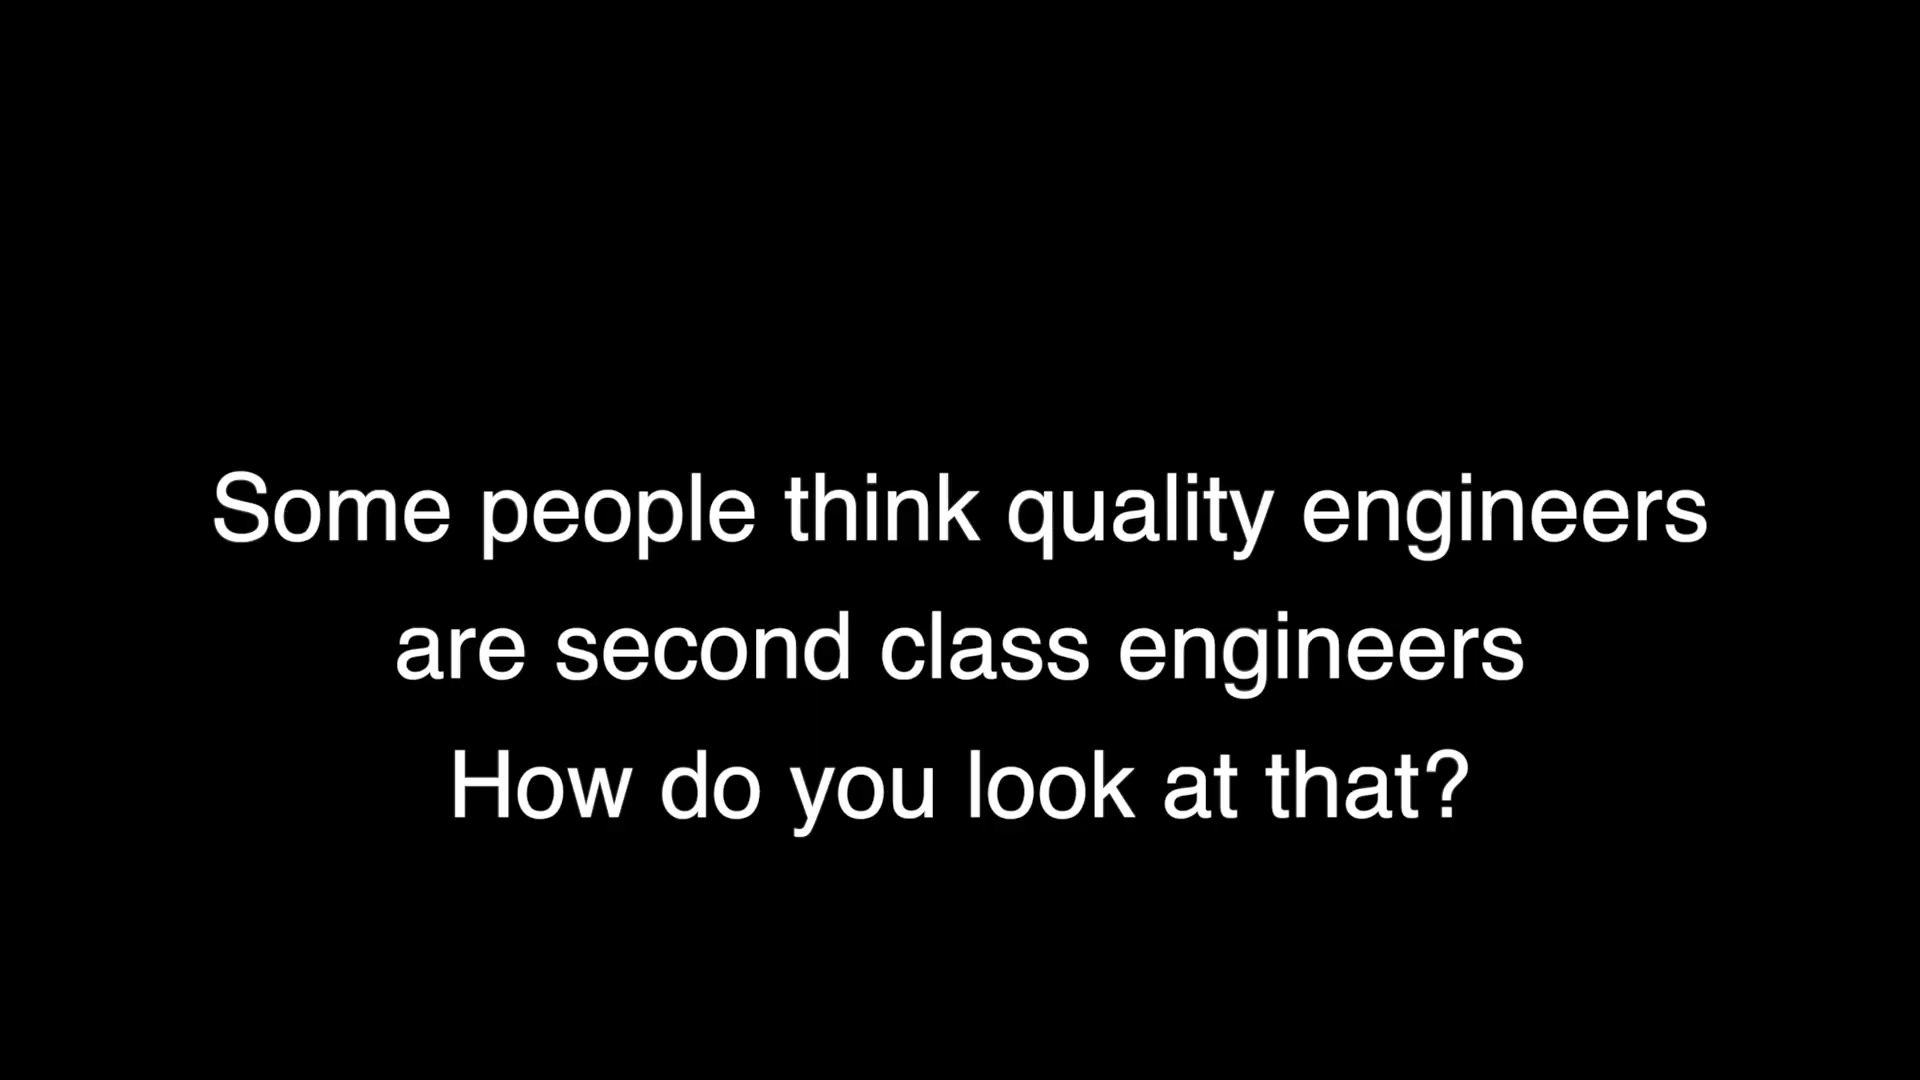 Some people think quality engineers
are second class engineers
How do you look at that?